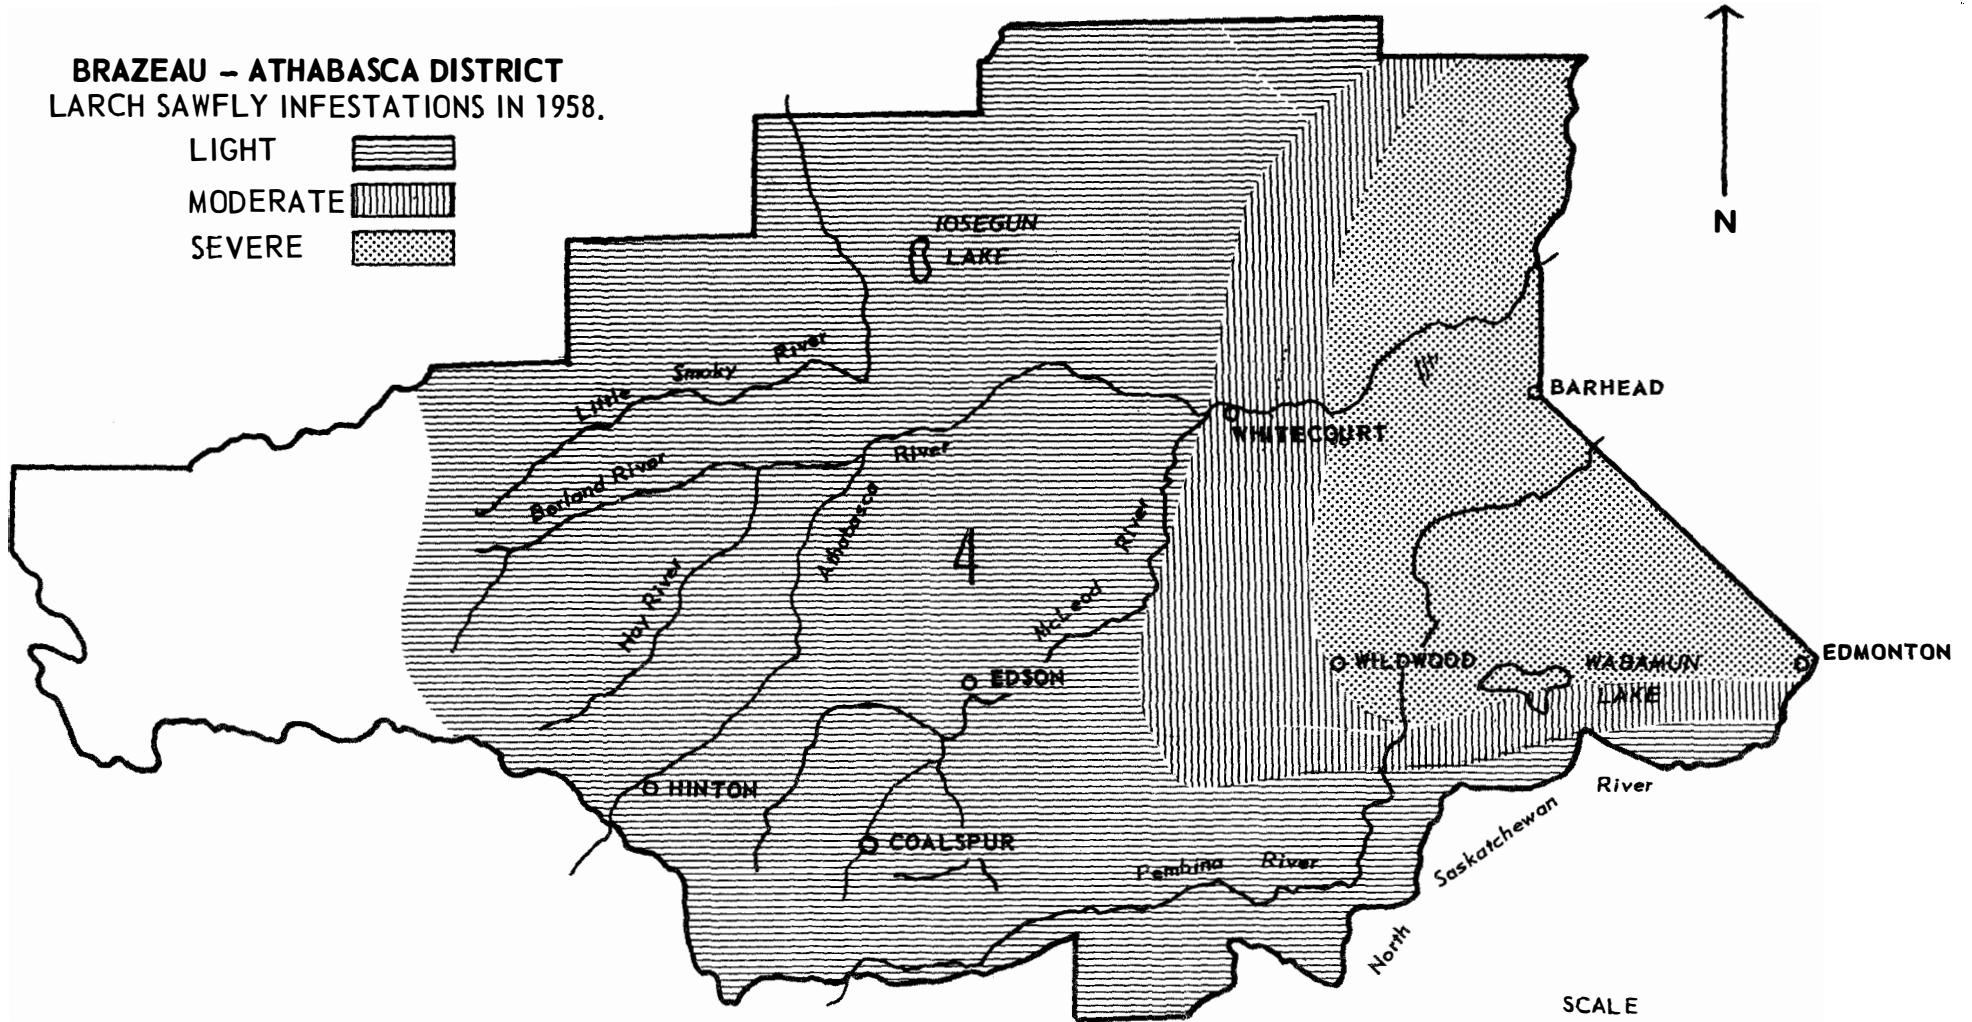 BRAZEAU – ATHABASCA DISTRICT
LARCH SAWFLY INFESTATIONS IN 1958.
LIGHT
MODERATE
SEVERE
N
IOSEGUN
LAKE
Little Smoky River
BARHEAD
WHITECOURT
River
Berland River
Athabasca
4
River
McLeod
Hay River
WILDWOOD
WABAMUN
LAKE
EDMONTON
EDSON
HINTON
COALSPUR
Pembina River
North Saskatchewan River
SCALE